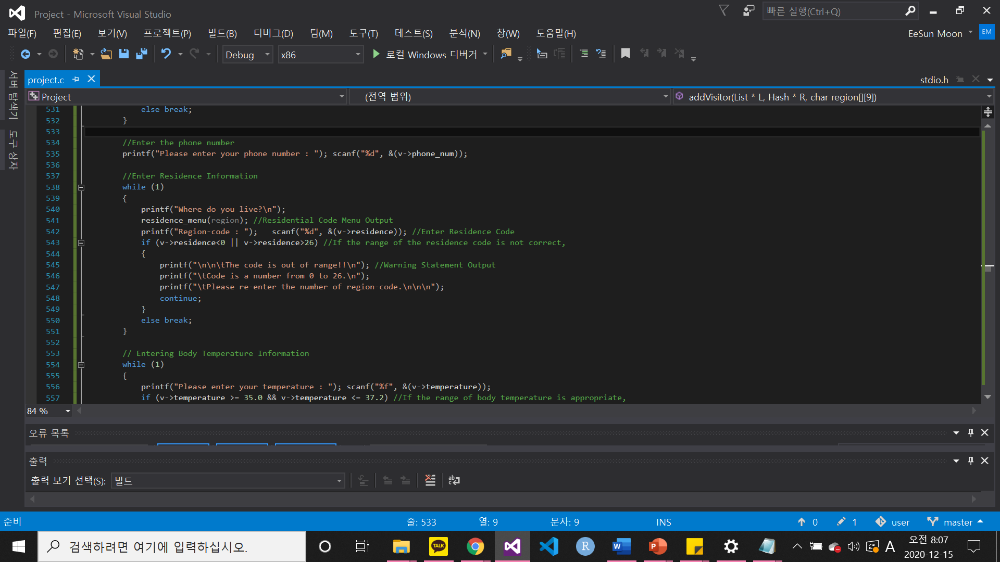 Project - Microsoft Visual Studio
빠른 실행(Ctrl+Q)
파일(F) 편집(E) 보기(V) 프로젝트(P) 빌드(B) 디버그(D) 팀(M) 도구(T) 테스트(S) 분석(N) 창(W) 도움말(H)
EeSun Moon EM
Debug x86 로컬 Windows 디버거
서버 탐색기
도구 상자
project.c
stdio.h
Project (전역 범위) addVisitor(List * L, Hash * R, char region[][9])
531 else break;
532 }
533
534 //Enter the phone number
535 printf("Please enter your phone number : "); scanf("%d", &(v->phone_num));
536
537 //Enter Residence Information
538 while (1)
539 {
540 printf("Where do you live?\n");
541 residence_menu(region); //Residential Code Menu Output
542 printf("Region-code : ");   scanf("%d", &(v->residence)); //Enter Residence Code
543 if (v->residence<0 || v->residence>26) //If the range of the residence code is not correct,
544 {
545 printf("\n\n\tThe code is out of range!!\n"); //Warning Statement Output
546 printf("\tCode is a number from 0 to 26.\n");
547 printf("\tPlease re-enter the number of region-code.\n\n\n");
548 continue;
549 }
550 else break;
551 }
552
553 // Entering Body Temperature Information
554 while (1)
555 {
556 printf("Please enter your temperature : "); scanf("%f", &(v->temperature));
557 if (v->temperature >= 35.0 && v->temperature <= 37.2) //If the range of body temperature is appropriate,
84 %
오류 목록
출력
출력 보기 선택(S): 빌드
준비 줄: 533 열: 9 문자: 9 INS 0 1 user master
검색하려면 여기에 입력하십시오.
TALK
R
W
P
A
오전 8:07
2020-12-15